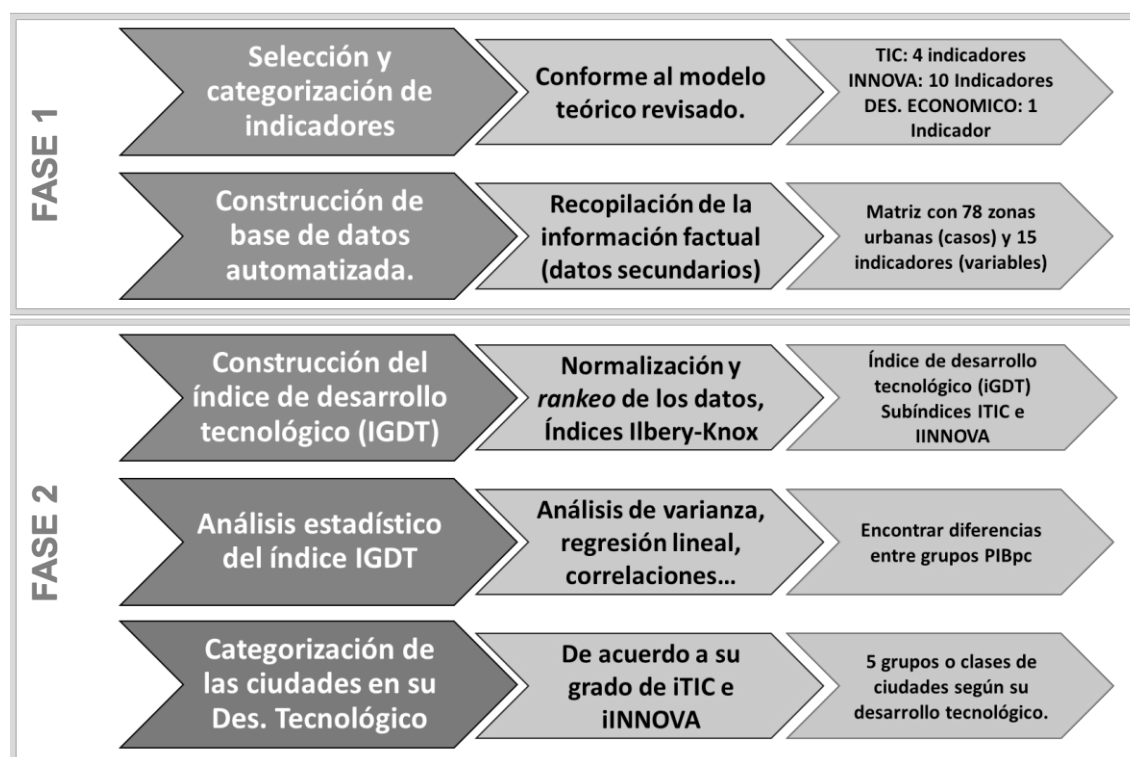 FASE 1
Selección y
categorización de
indicadores
Conforme al modelo
teórico revisado.
TIC: 4 indicadores
INNOVA: 10 Indicadores
DES. ECONOMICO: 1
Indicador
Construcción de
base de datos
automatizada.
Recopilación de la
información factual
(datos secundarios)
Matriz con 78 zonas
urbanas (casos) y 15
indicadores (variables)
FASE 2
Construcción del
índice de desarrollo
tecnológico (IGDT)
Normalización y
rankeo de los datos,
Índices Ilbery-Knox
Índice de desarrollo
tecnológico (iGDT)
Subíndices ITIC e
IINNOVA
Análisis estadístico
del índice IGDT
Análisis de varianza,
regresión lineal,
correlaciones...
Encontrar diferencias
entre grupos PIBpc
Categorización de
las ciudades en su
Des. Tecnológico
De acuerdo a su
grado de iTIC e
iINNOVA
5 grupos o clases de
ciudades según su
desarrollo tecnológico.